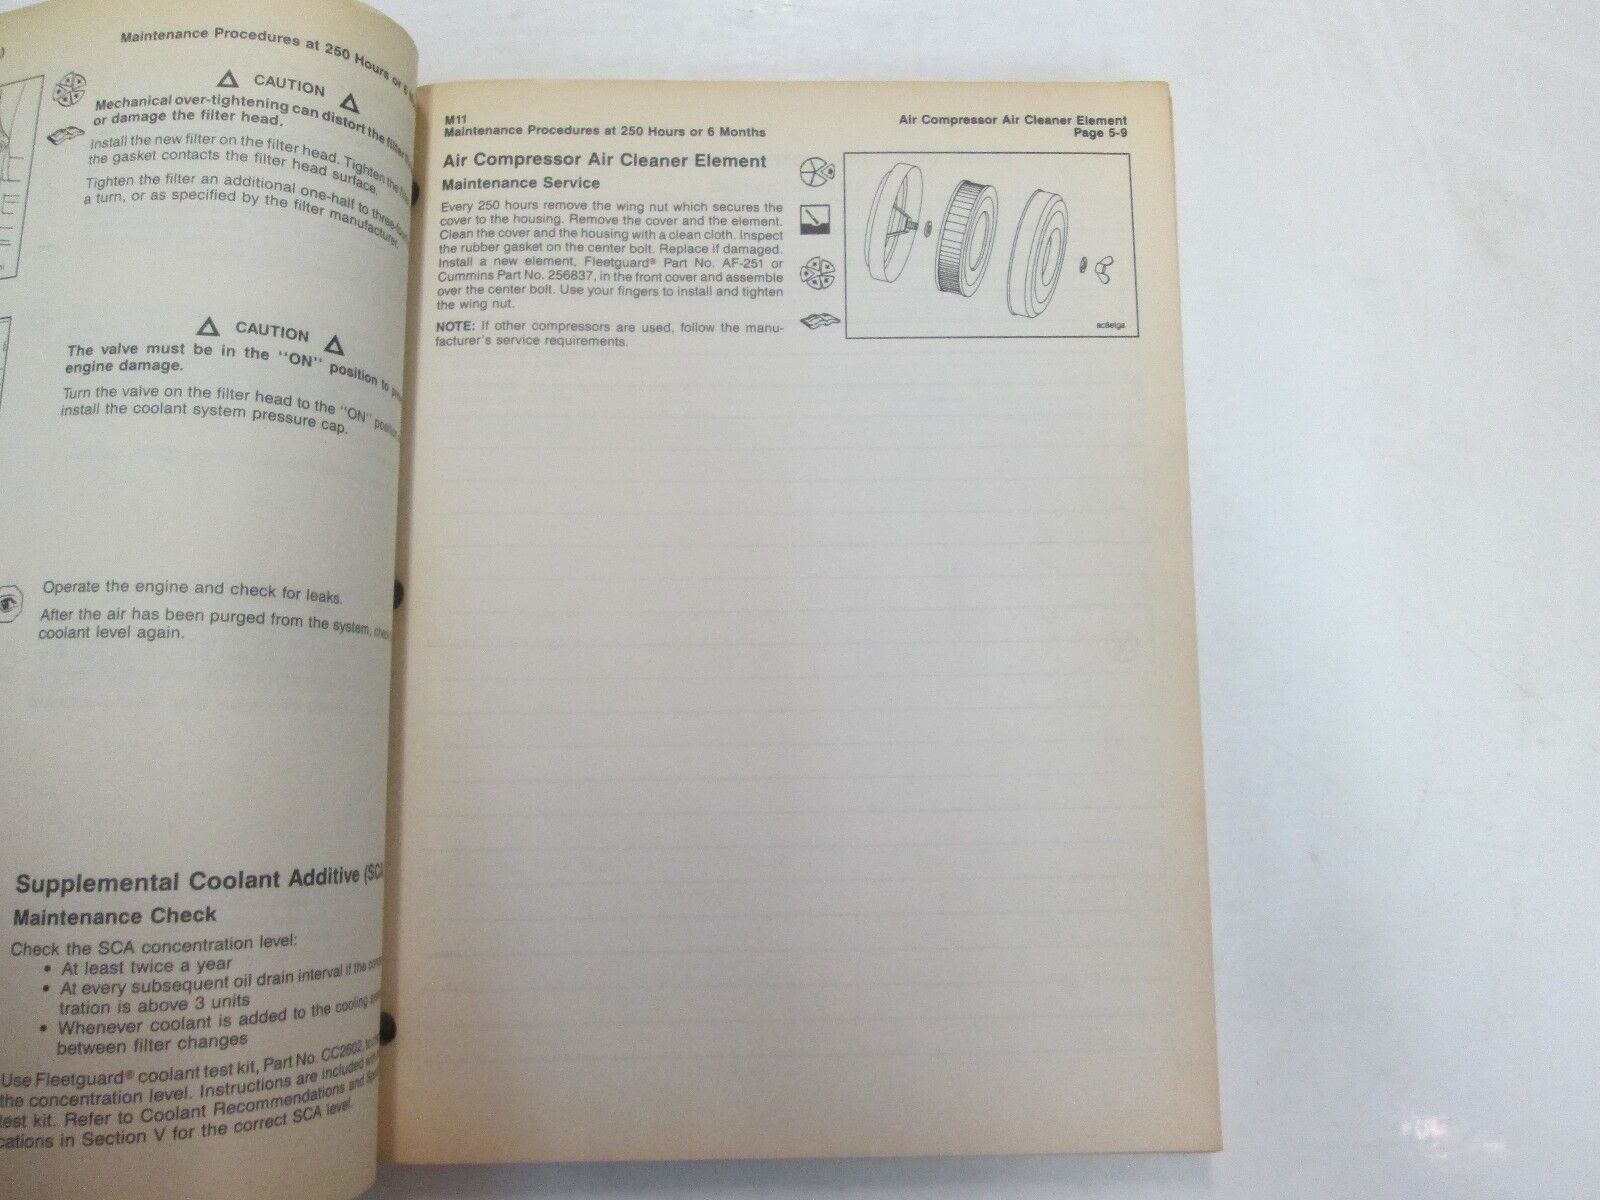 Maintenance Procedures at 250 Hours or 6
CAUTION
Mechanical over-tightening can distort the
or damage the filter head.
Install the new filter on the filter head. Tighten the
the gasket contacts the filter head surface.
Tighten the filter an additional one-half to
a turn, or as specified by the filter manufacturer.
CAUTION
The valve must be in the "ON" position to
engine damage.
Turn the valve on the filter head to the "ON" position
install the coolant system pressure cap.
Operate the engine and check for leaks.
After the air has been purged from the system,
coolant level again.
Supplemental Coolant Additive
Maintenance Check
Check the SCA concentration level:
• At least twice a year
• At every subsequent oil drain interval if the
tration is above 3 units
• Whenever coolant is added to the cooling
between filter changes
Use Fleetguard® coolant test kit, Part No. CC2602,
the concentration level. Instructions are included
test kit. Refer to Coolant Recommendations and
cations in Section V for the correct SCA level.
M11
Maintenance Procedures at 250 Hours or 6 Months
Air Compressor Air Cleaner Element
Page 5-9
Air Compressor Air Cleaner Element
Maintenance Service
Every 250 hours remove the wing nut which secures the
cover to the housing. Remove the cover and the element.
Clean the cover and the housing with a clean cloth. Inspect
the rubber gasket on the center bolt. Replace if damaged.
Install a new element, Fleetguard® Part No. AF-251 or
Cummins Part No. 256837, in the front cover and assemble
over the center bolt. Use your fingers to install and tighten
the wing nut.
NOTE: If other compressors are used, follow the manu-
facturer's service requirements.